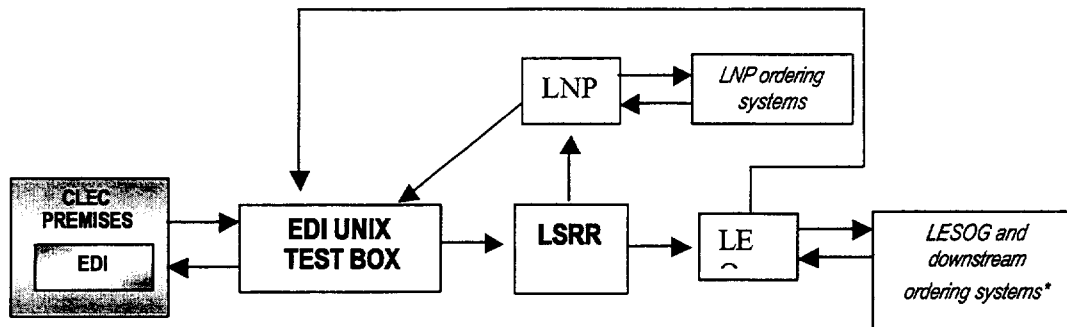 LNP
LNP ordering
systems
CLEC
PREMISES
EDI
EDI UNIX
TEST BOX
LSRR
LE
LESOG and
downstream
ordering systems*